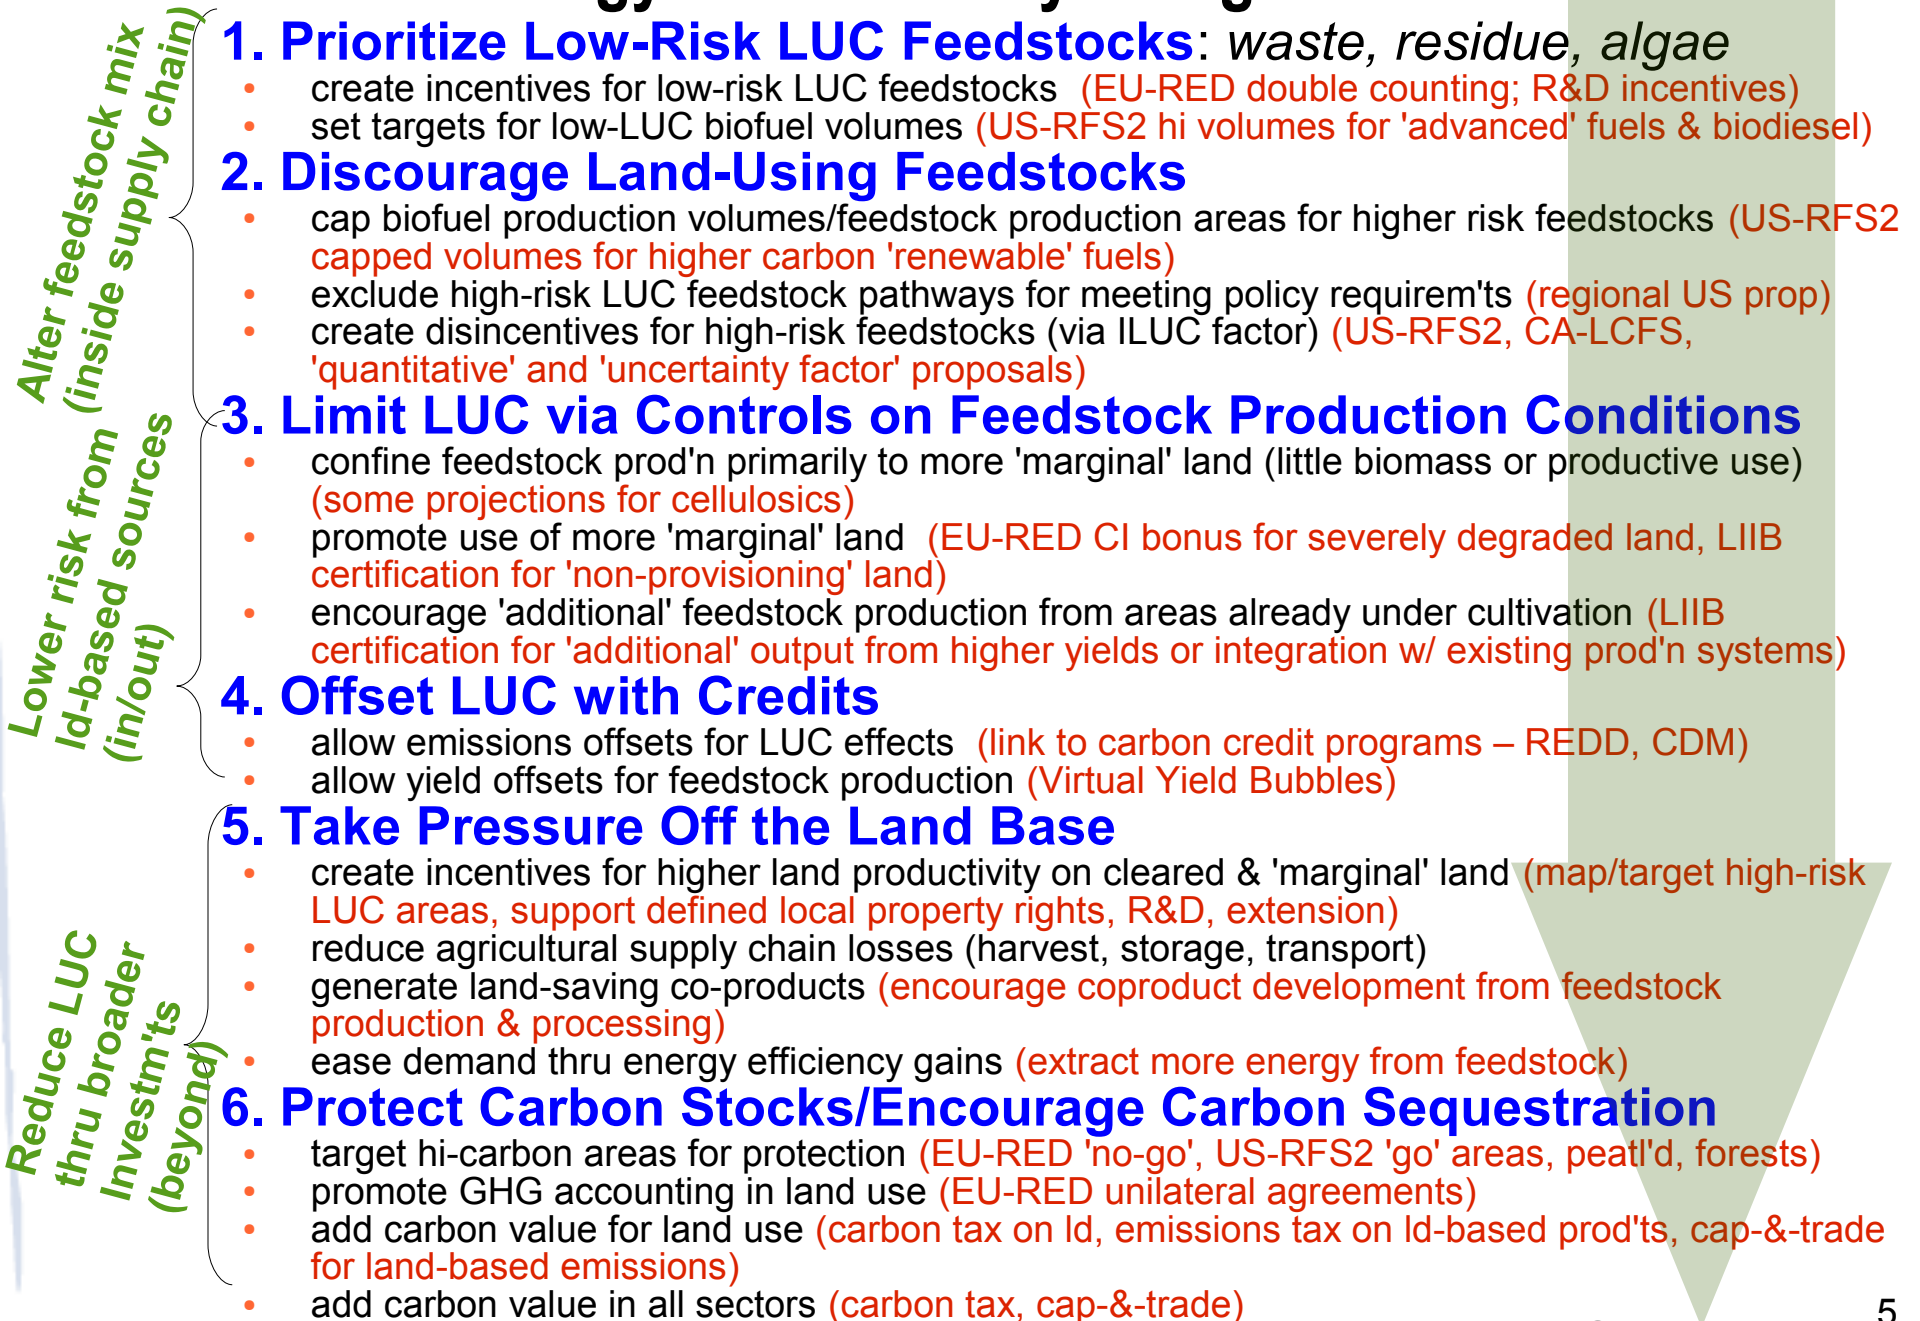 1. Prioritize Low-Risk LUC Feedstocks: waste, residue, algae
• create incentives for low-risk LUC feedstocks (EU-RED double counting; R&D incentives)
• set targets for low-LUC biofuel volumes (US-RFS2 hi volumes for 'advanced' fuels & biodiesel)
2. Discourage Land-Using Feedstocks
• cap biofuel production volumes/feedstock production areas for higher risk feedstocks (US-RFS2
capped volumes for higher carbon 'renewable' fuels)
• exclude high-risk LUC feedstock pathways for meeting policy requirem'ts (regional US prop)
• create disincentives for high-risk feedstocks (via ILUC factor) (US-RFS2, CA-LCFS,
'quantitative' and 'uncertainty factor' proposals)
Alter feedstock mix
(inside supply chain)
3. Limit LUC via Controls on Feedstock Production Conditions
• confine feedstock prod'n primarily to more 'marginal' land (little biomass or productive use)
(some projections for cellulosics)
• promote use of more 'marginal' land (EU-RED CI bonus for severely degraded land, LIIB
certification for 'non-provisioning' land)
• encourage 'additional' feedstock production from areas already under cultivation (LIIB
certification for 'additional' output from higher yields or integration w/ existing prod'n systems)
4. Offset LUC with Credits
• allow emissions offsets for LUC effects (link to carbon credit programs – REDD, CDM)
• allow yield offsets for feedstock production (Virtual Yield Bubbles)
Lower risk from
ld-based sources
(in/out)
5. Take Pressure Off the Land Base
• create incentives for higher land productivity on cleared & 'marginal' land (map/target high-risk
LUC areas, support defined local property rights, R&D, extension)
• reduce agricultural supply chain losses (harvest, storage, transport)
• generate land-saving co-products (encourage coproduct development from feedstock
production & processing)
• ease demand thru energy efficiency gains (extract more energy from feedstock)
6. Protect Carbon Stocks/Encourage Carbon Sequestration
• target hi-carbon areas for protection (EU-RED 'no-go', US-RFS2 'go' areas, peatl'd, forests)
• promote GHG accounting in land use (EU-RED unilateral agreements)
• add carbon value for land use (carbon tax on ld, emissions tax on ld-based prod'ts, cap-&-trade
for land-based emissions)
• add carbon value in all sectors (carbon tax, cap-&-trade)
Reduce LUC
thru broader
Investm'ts
(beyond)
5